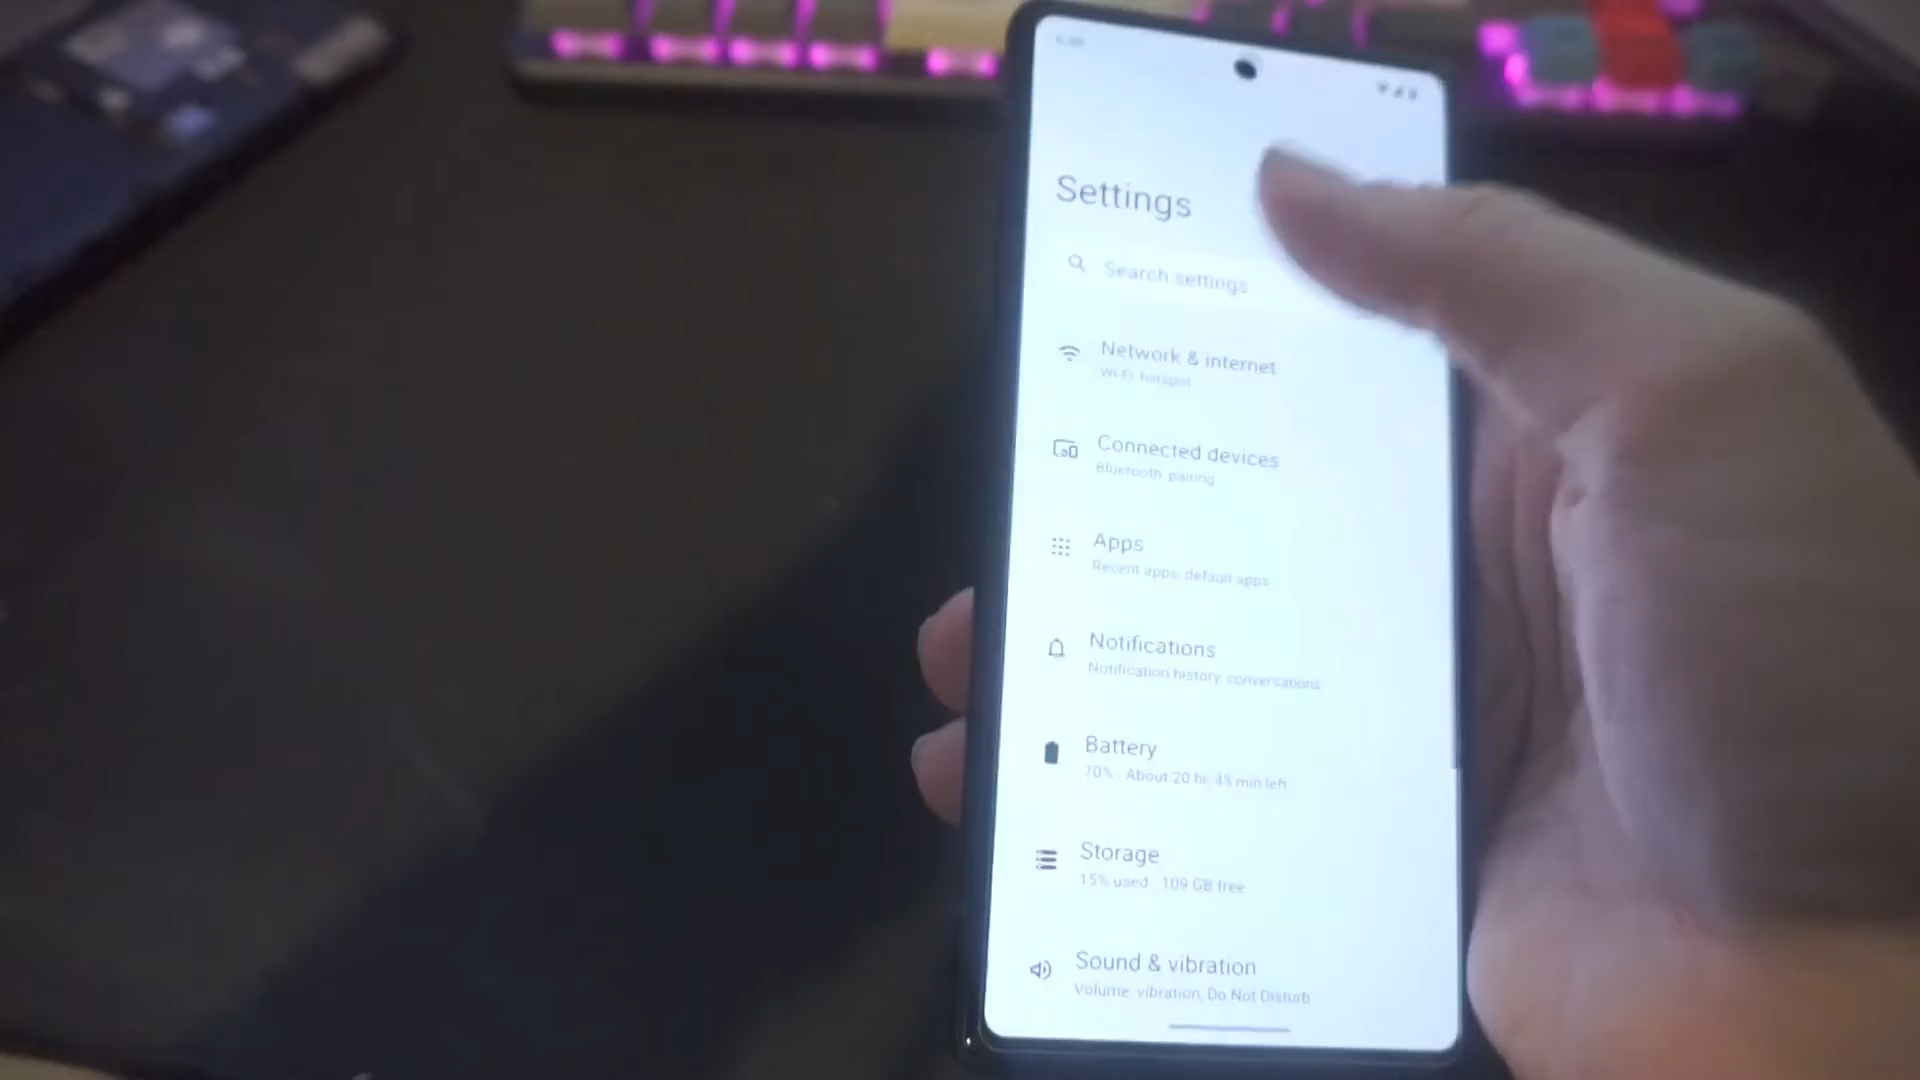 Settings
Search settings
Network & internet
Wi-Fi, hotspot
Connected devices
Bluetooth, pairing
Apps
Recent apps, default apps
Notifications
Notification history, conversations
Battery
70% · About 20 hr, 45 min left
Storage
15% used · 109 GB free
Sound & vibration
Volume, vibration, Do Not Disturb